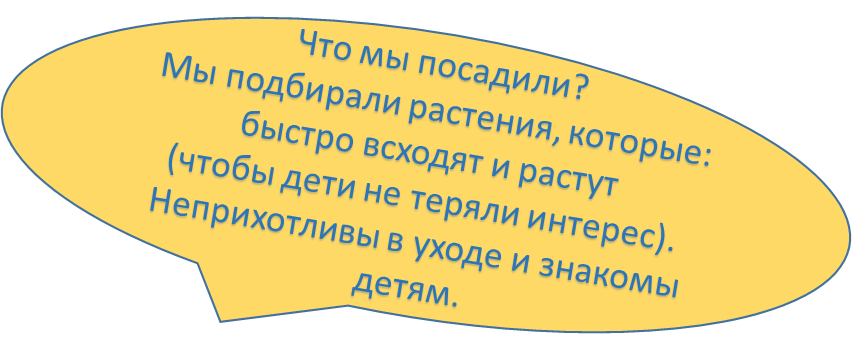 Что мы посадили?
Мы подбирали растения, которые:
быстро всходят и растут
(чтобы дети не теряли интерес).
Неприхотливы в уходе и знакомы
детям.